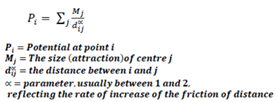 Pᵢ = ∑ⱼ Mⱼ / dᵢⱼ^∝
Pᵢ = Potential at point i
Mⱼ = The size (attraction)of centre j
dᵢⱼ^∝ = the distance between i and j
∝ = parameter, usually between 1 and 2,
reflecting the rate of increase of the friction of distance